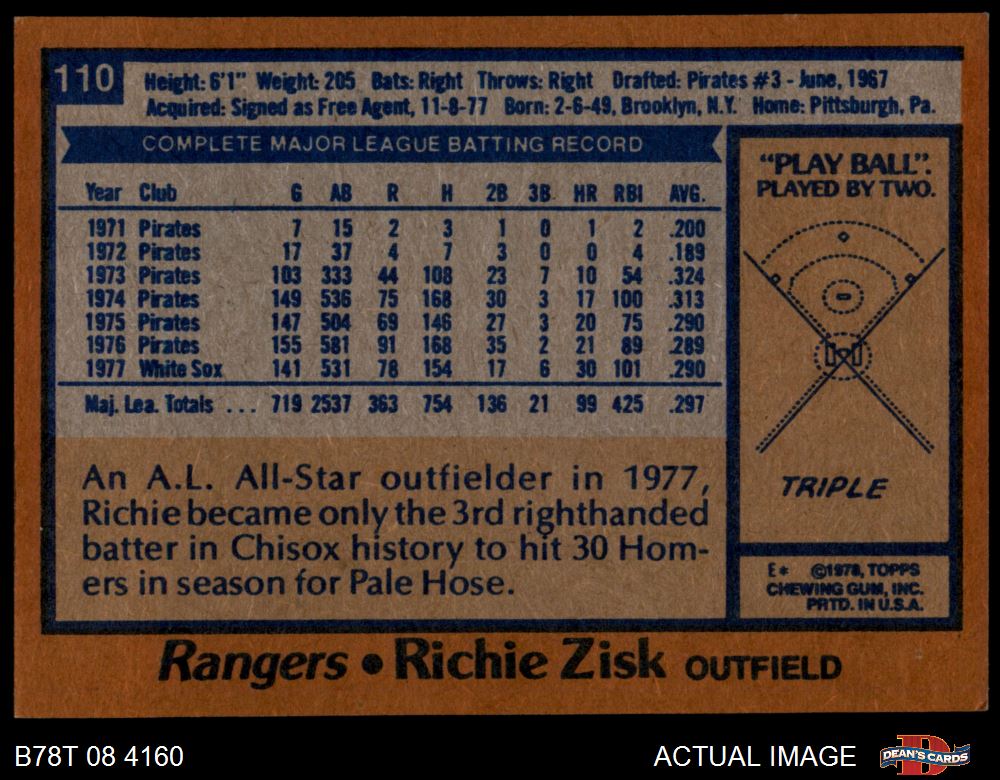 110
Height: 6'1" Weight: 205 Bats: Right Throws: Right Drafted: Pirates #3 - June, 1967
Acquired: Signed as Free Agent, 11-8-77 Born: 2-6-49, Brooklyn, N.Y. Home: Pittsburgh, Pa.
COMPLETE MAJOR LEAGUE BATTING RECORD
Year Club G AB R H 2B 3B HR RBI AVG.
1971 Pirates 7 15 2 3 1 0 1 2 .200
1972 Pirates 17 37 4 7 3 0 0 4 .189
1973 Pirates 103 333 44 108 23 7 10 54 .324
1974 Pirates 149 536 75 168 30 3 17 100 .313
1975 Pirates 147 504 69 146 27 3 20 75 .290
1976 Pirates 155 581 91 168 35 2 21 89 .289
1977 White Sox 141 531 78 154 17 6 30 101 .290
Maj. Lea. Totals ... 719 2537 363 754 136 21 99 425 .297
An A.L. All-Star outfielder in 1977,
Richie became only the 3rd righthanded
batter in Chisox history to hit 30 Hom-
ers in season for Pale Hose.
"PLAY BALL":
PLAYED BY TWO.
TRIPLE
E* ©1978, TOPPS
CHEWING GUM, INC.
PRTD. IN U.S.A.
Rangers • Richie Zisk OUTFIELD
B78T 08 4160
ACTUAL IMAGE
D
DEAN'S CARDS